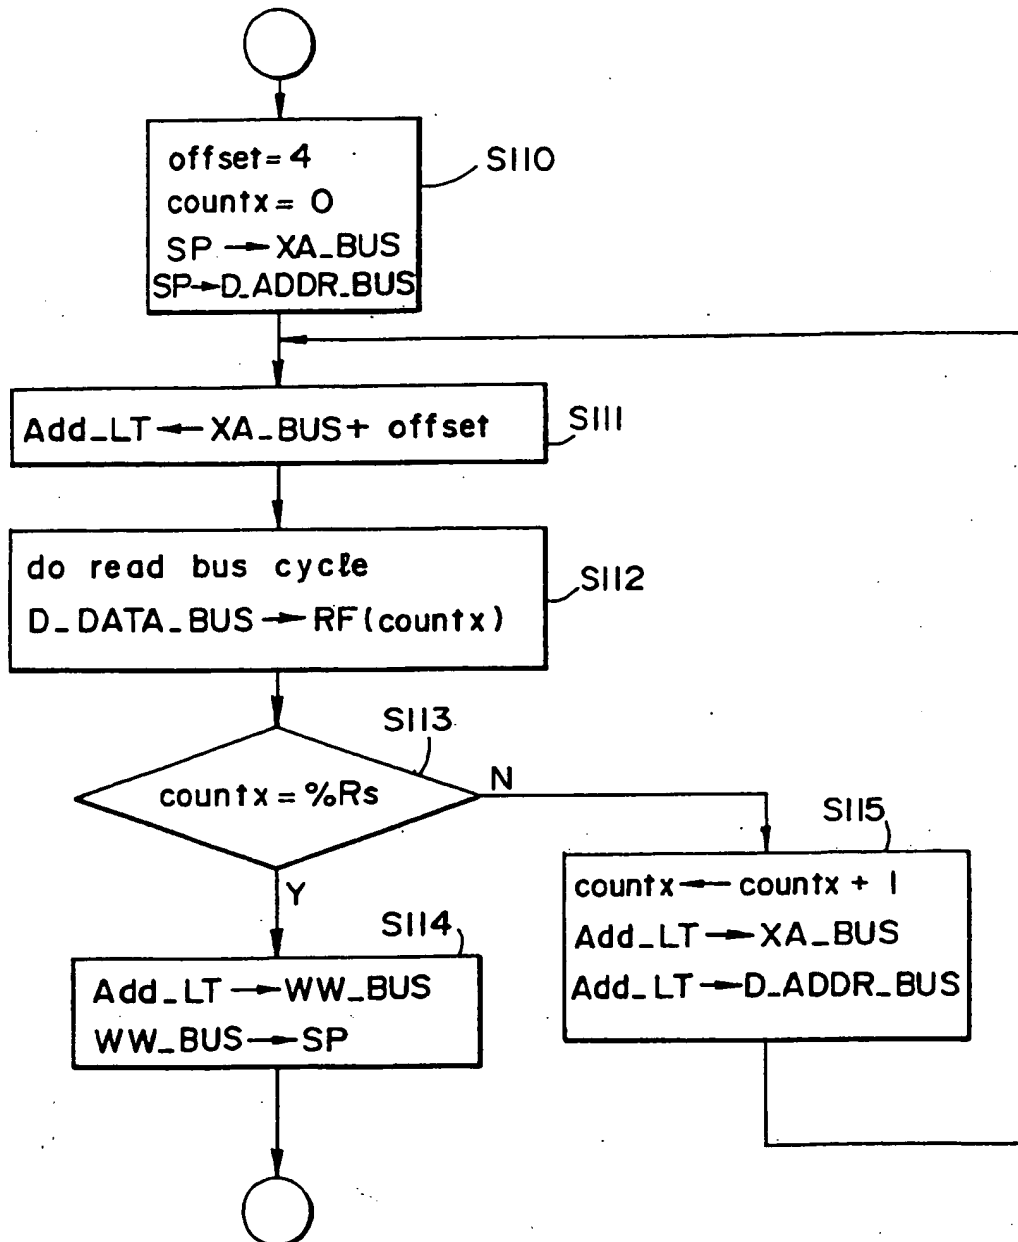 offset= 4
countx = 0
SP → XA_BUS
SP→D_ADDR_BUS
S110
Add_LT ← XA_BUS+ offset
S111
do read bus cycle
D_DATA_BUS → RF(countx)
S112
S113
countx = %Rs
N
Y
S115
countx ← countx + 1
Add_LT → XA_BUS
Add_LT → D_ADDR_BUS
S114
Add_LT → WW_BUS
WW_BUS → SP